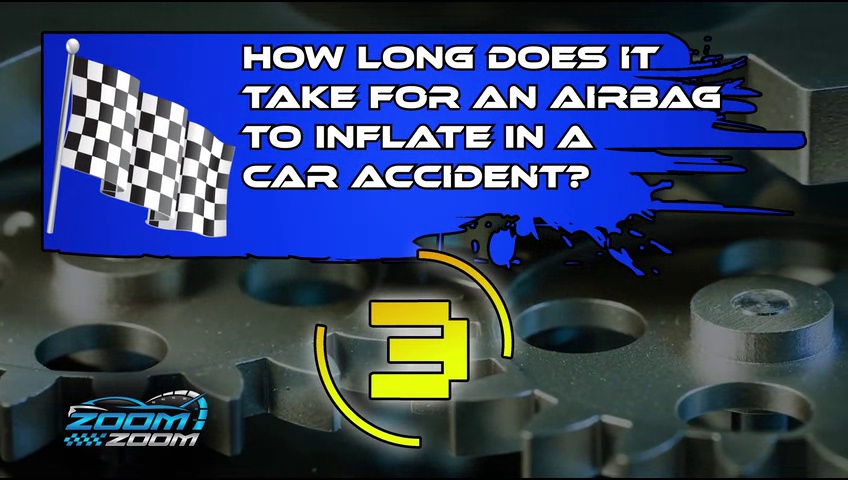 HOW LONG DOES IT
TAKE FOR AN AIRBAG
TO INFLATE IN A
CAR ACCIDENT?
3
ZOOM
ZOOM